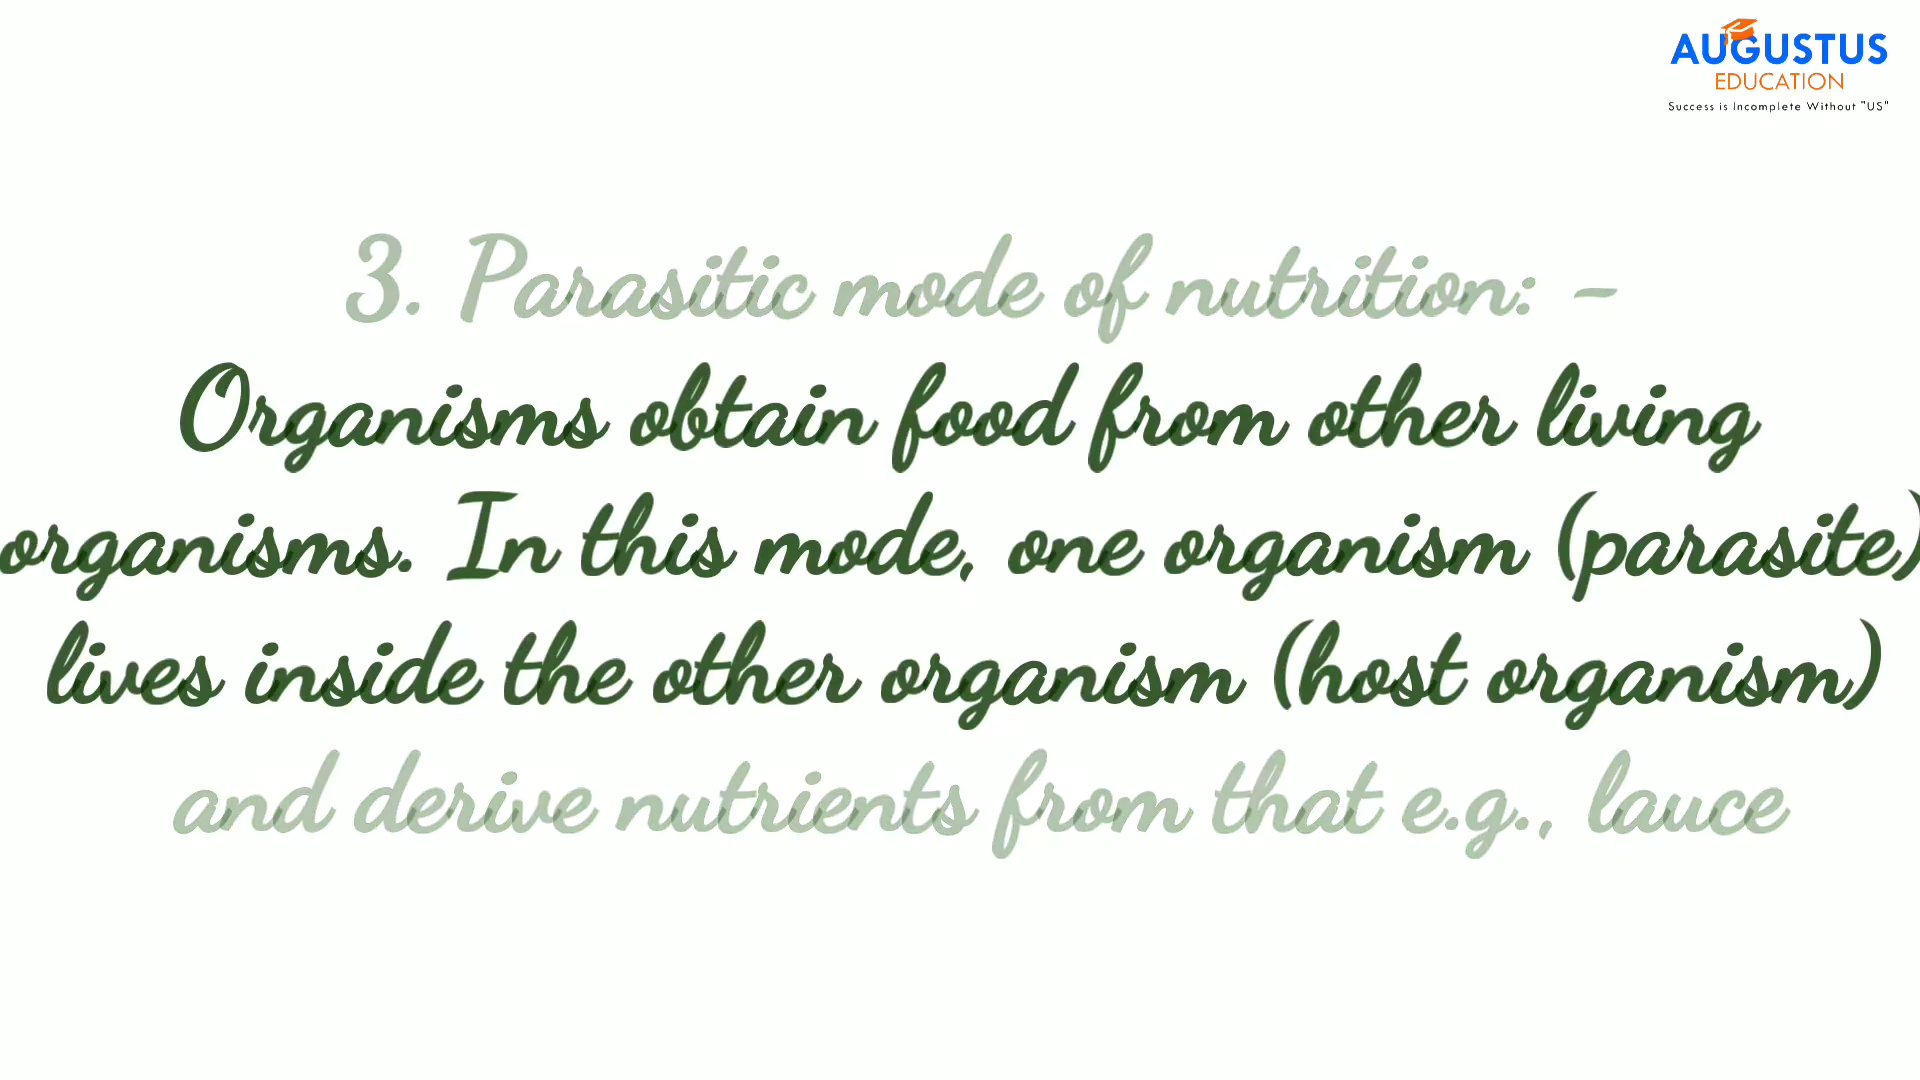 AUGUSTUS
EDUCATION
Success is Incomplete Without "US"
3. Parasitic mode of nutrition: -
Organisms obtain food from other living
organisms. In this mode, one organism (parasite)
lives inside the other organism (host organism)
and derive nutrients from that e.g., lauce